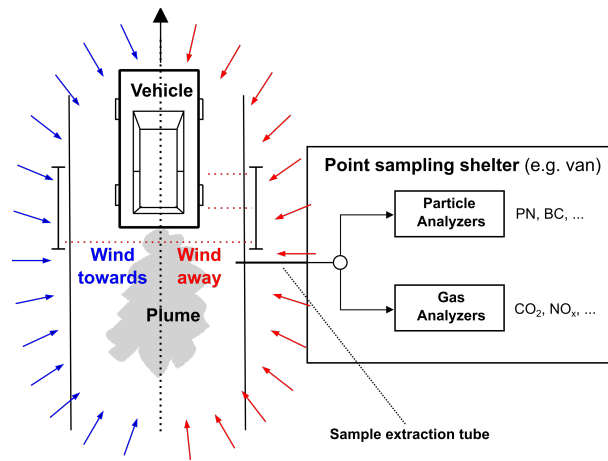 Vehicle
Point sampling shelter (e.g. van)
Particle
Analyzers
PN, BC, ...
Wind
towards
Wind
away
Plume
Gas
Analyzers
CO₂, NOₓ, ...
Sample extraction tube